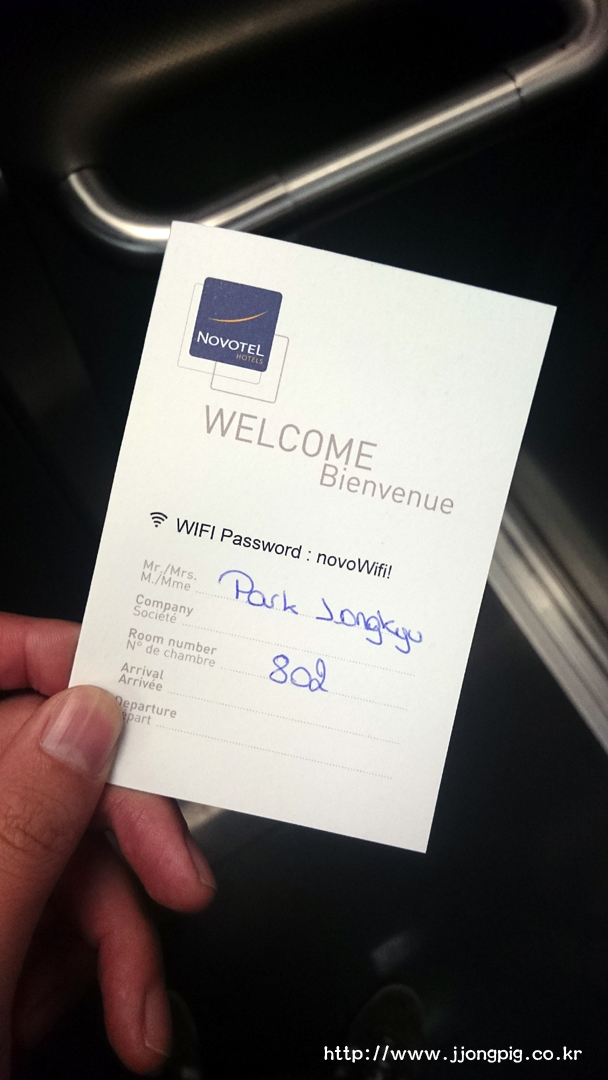 NOVOTEL
HOTELS
WELCOME
Bienvenue
WIFI Password : novoWifi!
Mr./Mrs.
M./Mme Park Jongkyu
Company
Société
Room number
N° de chambre 802
Arrival
Arrivée
Departure
épart
http://www.jjongpig.co.kr